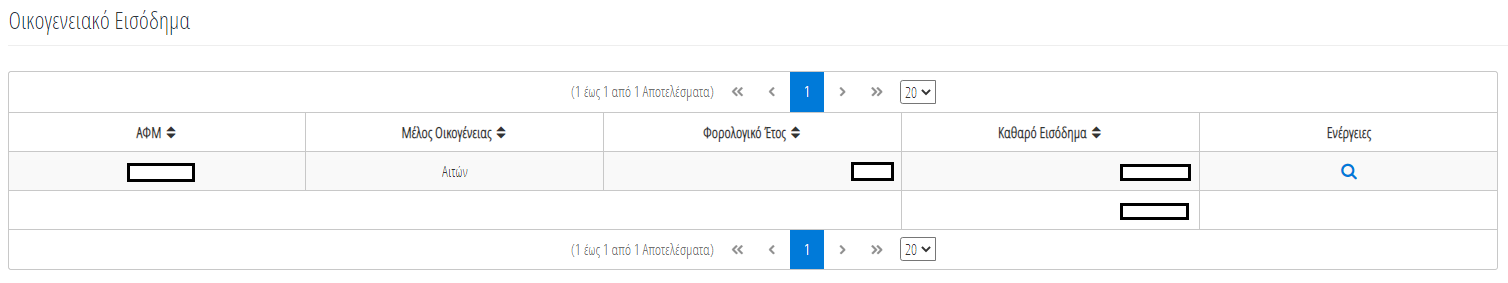 Οικογενειακό Εισόδημα
(1 έως 1 από 1 Αποτελέσματα) 1 20
ΑΦΜ Μέλος Οικογένειας Φορολογικό Έτος Καθαρό Εισόδημα Ενέργειες
Αιτών
(1 έως 1 από 1 Αποτελέσματα) 1 20